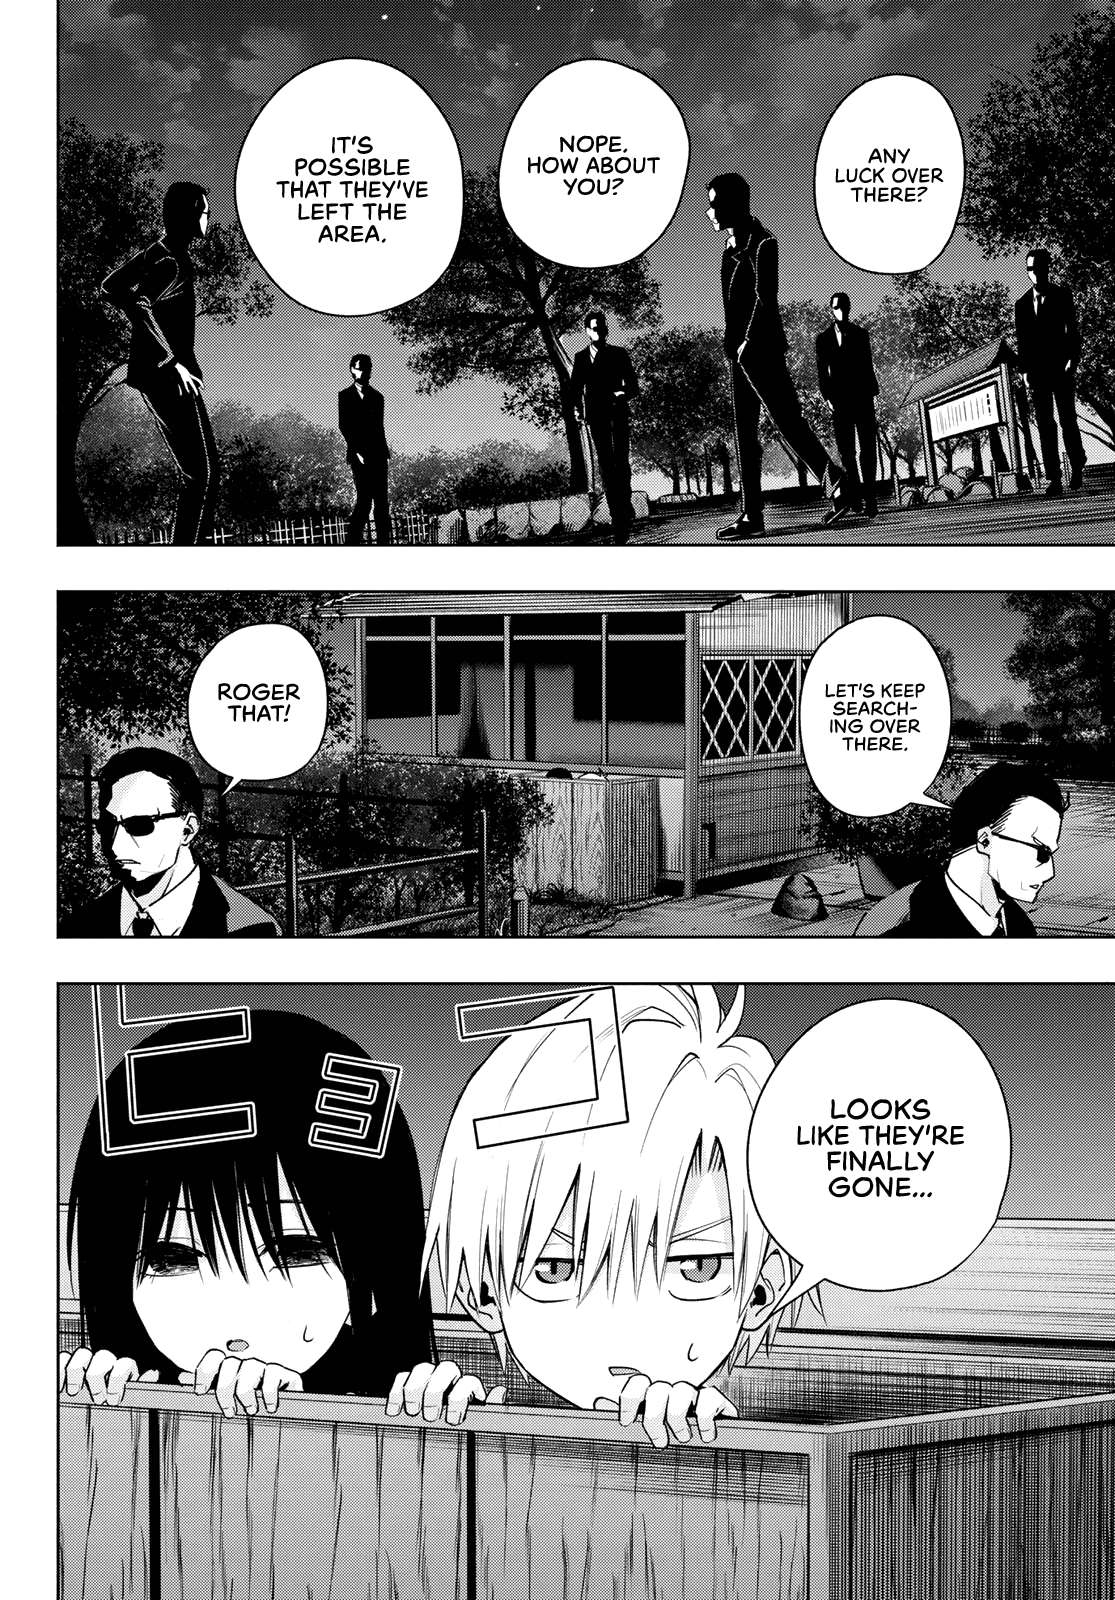 ANY
LUCK OVER
THERE?
NOPE.
HOW ABOUT
YOU?
IT'S
POSSIBLE
THAT THEY'VE
LEFT THE
AREA.
LET'S KEEP
SEARCH-
ING OVER
THERE.
ROGER
THAT!
ヒョコ
LOOKS
LIKE THEY'RE
FINALLY
GONE...